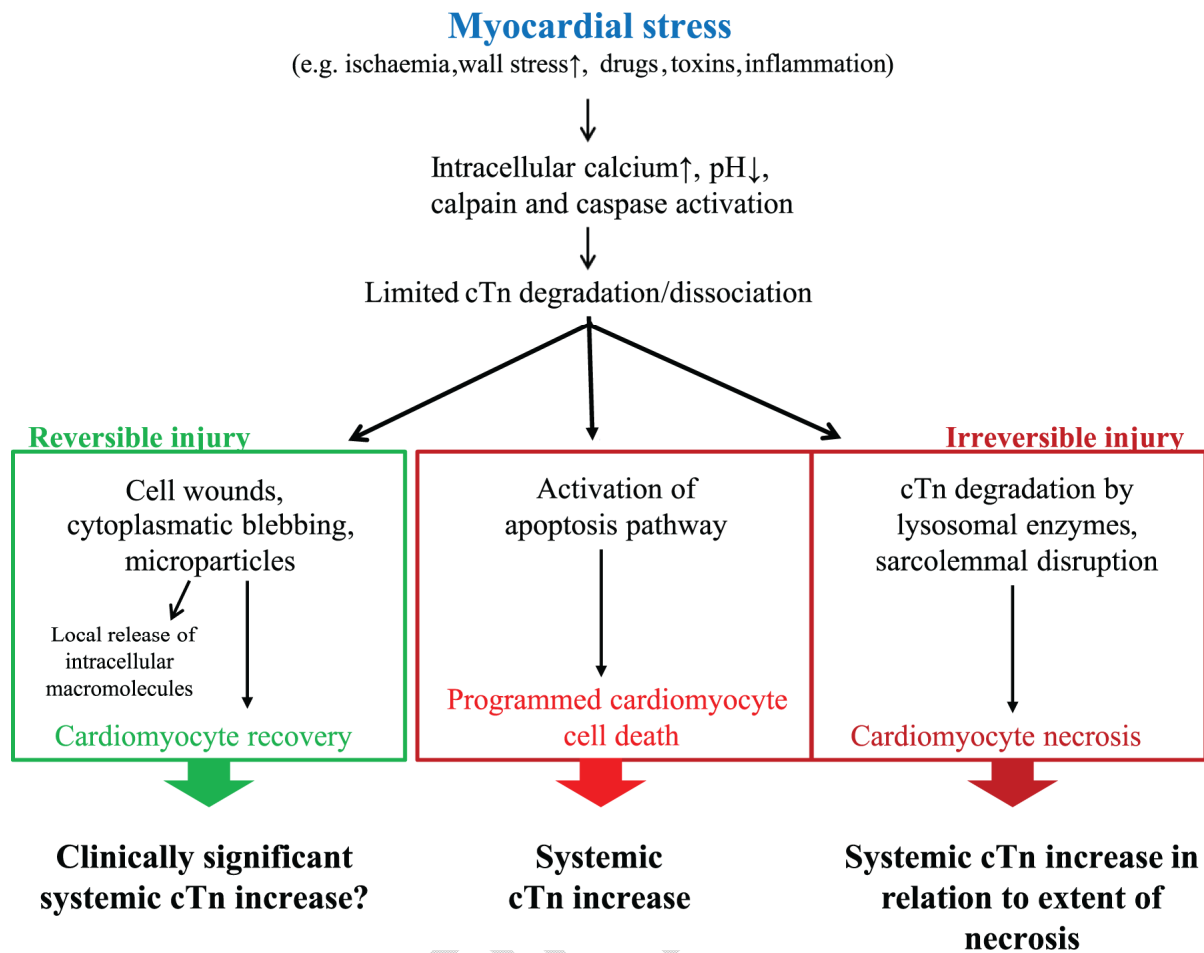 Myocardial stress
(e.g. ischaemia,wall stress↑, drugs,toxins,inflammation)
Intracellular calcium↑, pH↓,
calpain and caspase activation
Limited cTn degradation/dissociation
Reversible injury
Cell wounds,
cytoplasmatic blebbing,
microparticles
Local release of
intracellular
macromolecules
Cardiomyocyte recovery
Clinically significant
systemic cTn increase?
Activation of
apoptosis pathway
Programmed cardiomyocyte
cell death
Systemic
cTn increase
Irreversible injury
cTn degradation by
lysosomal enzymes,
sarcolemmal disruption
Cardiomyocyte necrosis
Systemic cTn increase in
relation to extent of
necrosis